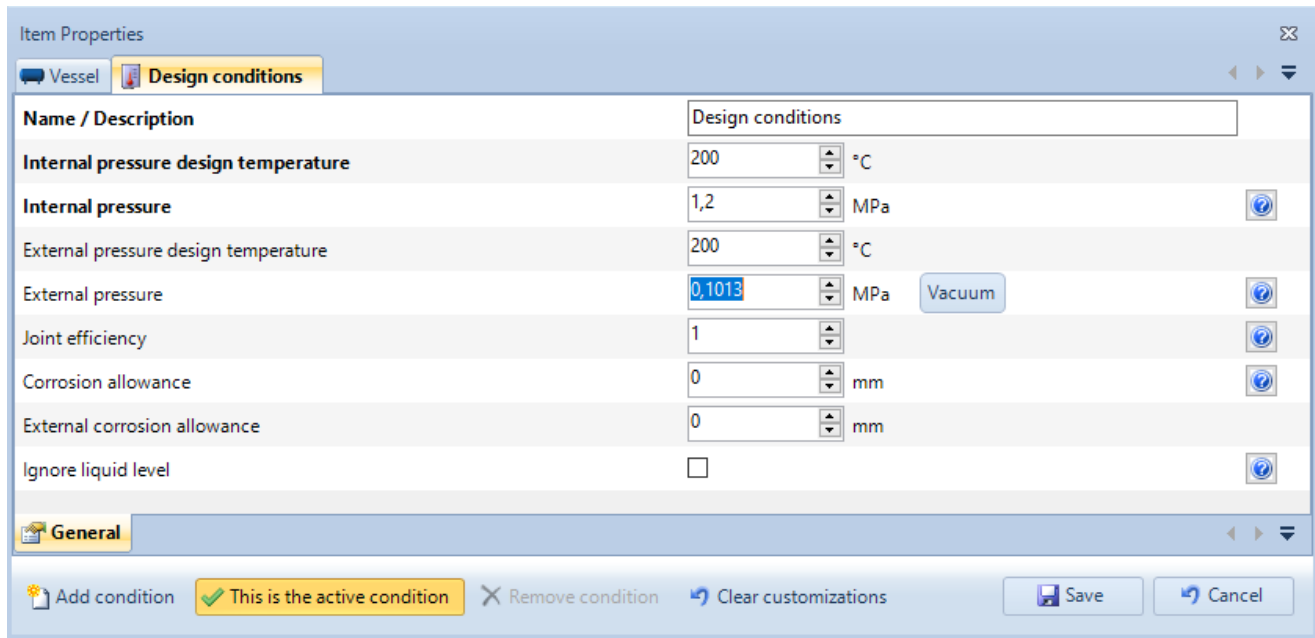 Item Properties
Vessel Design conditions
Name / Description Design conditions
Internal pressure design temperature 200 °C
Internal pressure 1,2 MPa
External pressure design temperature 200 °C
External pressure 0,1013 MPa Vacuum
Joint efficiency 1
Corrosion allowance 0 mm
External corrosion allowance 0 mm
Ignore liquid level
General
Add condition This is the active condition Remove condition Clear customizations Save Cancel